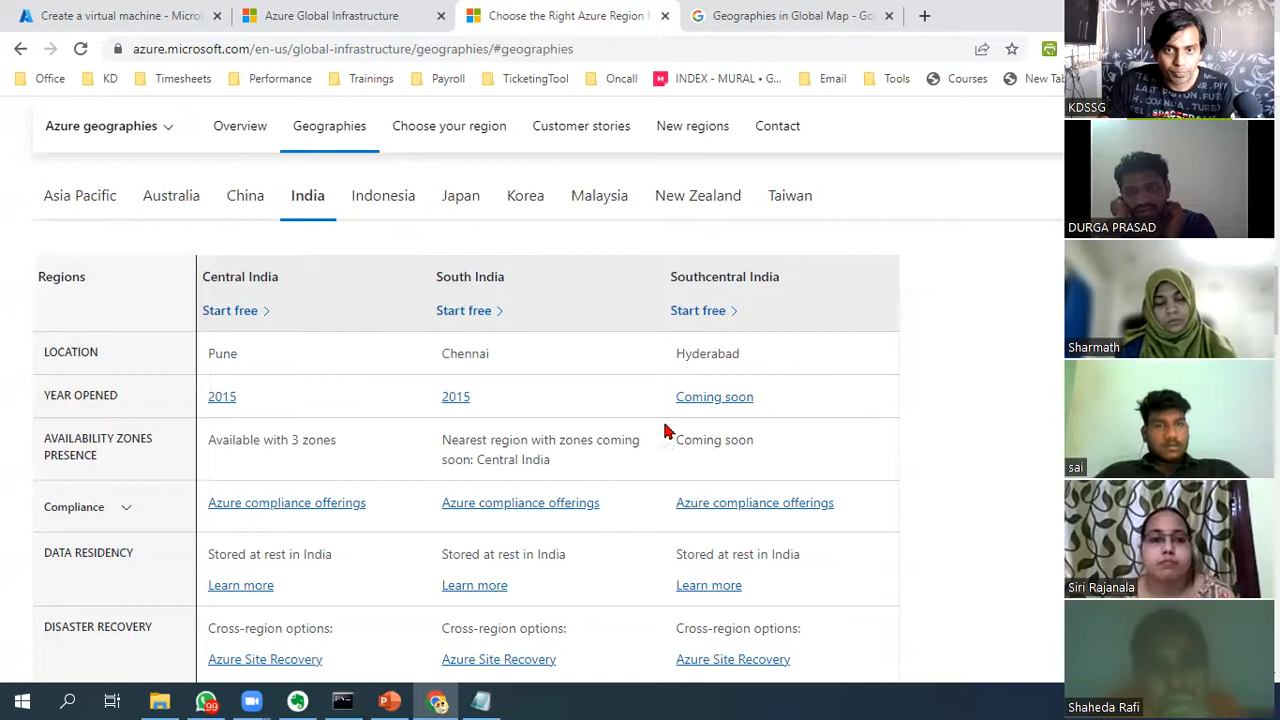 Create a virtual machine - Micros
Azure Global Infrastructure
Choose the Right Azure Region f
Geographies in Global Map - Go
azure.microsoft.com/en-us/global-infrastructure/geographies/#geographies
Office
KD
Timesheets
Performance
Trainings
Payroll
TicketingTool
Oncall
INDEX - MURAL • G...
Email
Tools
Courses
New Tab
Azure geographies
Overview
Geographies
Choose your region
Customer stories
New regions
Contact
Asia Pacific
Australia
China
India
Indonesia
Japan
Korea
Malaysia
New Zealand
Taiwan
Regions
Central India
South India
Southcentral India
Start free
Start free
Start free
LOCATION
Pune
Chennai
Hyderabad
YEAR OPENED
2015
2015
Coming soon
AVAILABILITY ZONES
PRESENCE
Available with 3 zones
Nearest region with zones coming
soon: Central India
Coming soon
Compliance
Azure compliance offerings
Azure compliance offerings
Azure compliance offerings
DATA RESIDENCY
Stored at rest in India
Stored at rest in India
Stored at rest in India
Learn more
Learn more
Learn more
DISASTER RECOVERY
Cross-region options:
Cross-region options:
Cross-region options:
Azure Site Recovery
Azure Site Recovery
Azure Site Recovery
99
KDSSG
DURGA PRASAD
Sharmath
sai
Siri Rajanala
Shaheda Rafi